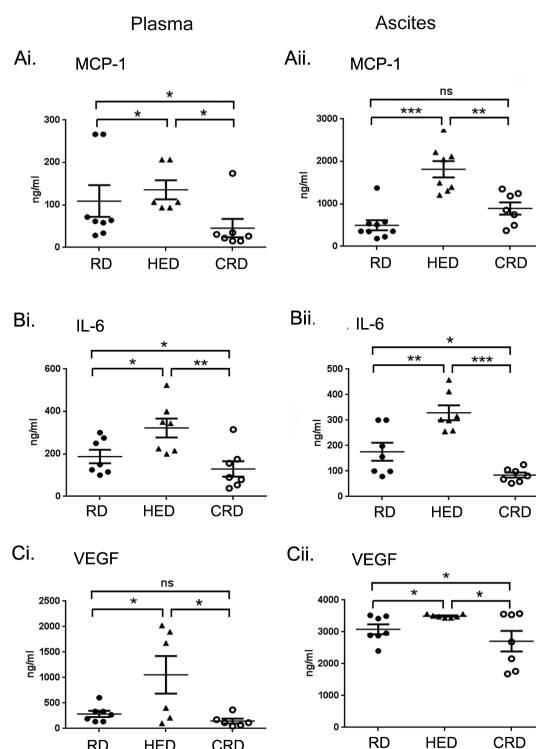 Plasma
Ascites
Ai.
MCP-1
*
*
*
300
200
100
0
ng/ml
RD
HED
CRD
Aii.
MCP-1
ns
***
**
3000
2000
1000
0
ng/ml
RD
HED
CRD
Bi.
IL-6
*
*
**
600
400
200
0
ng/ml
RD
HED
CRD
Bii.
IL-6
*
**
***
500
400
300
200
100
0
ng/ml
RD
HED
CRD
Ci.
VEGF
ns
*
*
2500
2000
1500
1000
500
0
ng/ml
RD
HED
CRD
Cii.
VEGF
*
*
*
4000
3000
2000
1000
0
ng/ml
RD
HED
CRD